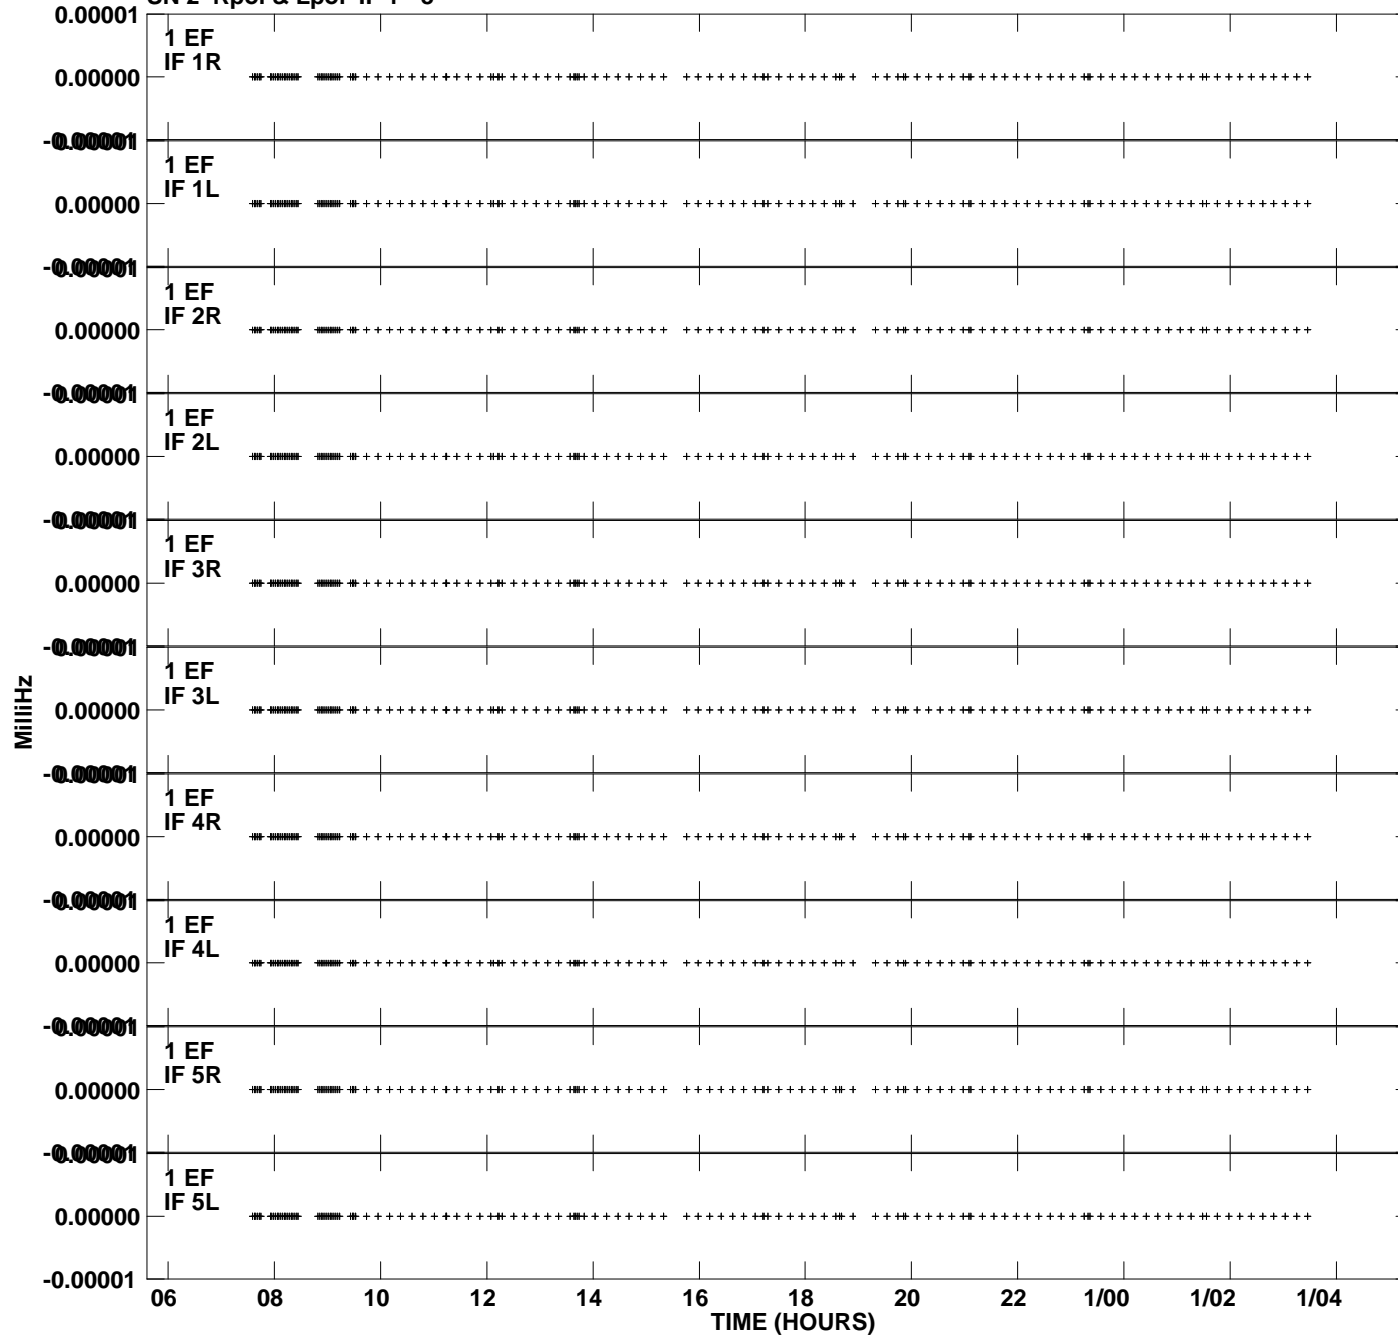 0.00001
1 EF
IF 1R
0.00000
1 EF
IF 1L
0.00000
1 EF
IF 2R
0.00000
1 EF
IF 2L
0.00000
1 EF
IF 3R
0.00000
1 EF
IF 3L
0.00000
1 EF
IF 4R
0.00000
1 EF
IF 4L
0.00000
1 EF
IF 5R
0.00000
1 EF
IF 5L
0.00000
-0.00001
MilliHz
06 08 10 12 14 16 18 20 22 1/00 1/02 1/04
TIME (HOURS)